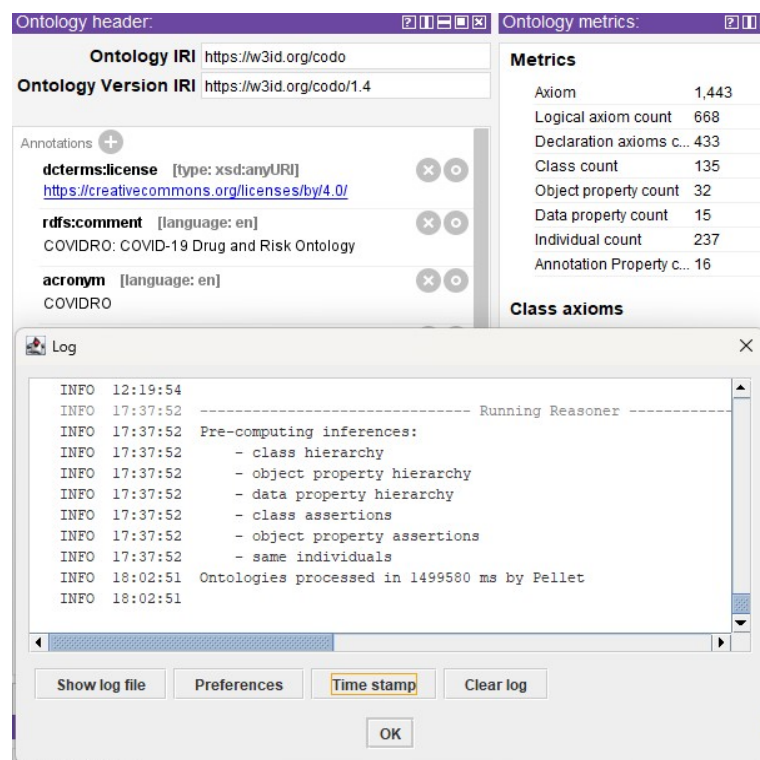 Ontology header:
Ontology IRI https://w3id.org/codo
Ontology Version IRI https://w3id.org/codo/1.4
Annotations
dcterms:license [type: xsd:anyURI]
https://creativecommons.org/licenses/by/4.0/
rdfs:comment [language: en]
COVIDRO: COVID-19 Drug and Risk Ontology
acronym [language: en]
COVIDRO
Ontology metrics:
Metrics
Axiom 1,443
Logical axiom count 668
Declaration axioms c... 433
Class count 135
Object property count 32
Data property count 15
Individual count 237
Annotation Property c... 16
Class axioms
Log
INFO 12:19:54
INFO 17:37:52 ------------------------------- Running Reasoner ------------
INFO 17:37:52 Pre-computing inferences:
INFO 17:37:52 - class hierarchy
INFO 17:37:52 - object property hierarchy
INFO 17:37:52 - data property hierarchy
INFO 17:37:52 - class assertions
INFO 17:37:52 - object property assertions
INFO 17:37:52 - same individuals
INFO 18:02:51 Ontologies processed in 1499580 ms by Pellet
INFO 18:02:51
Show log file Preferences Time stamp Clear log
OK